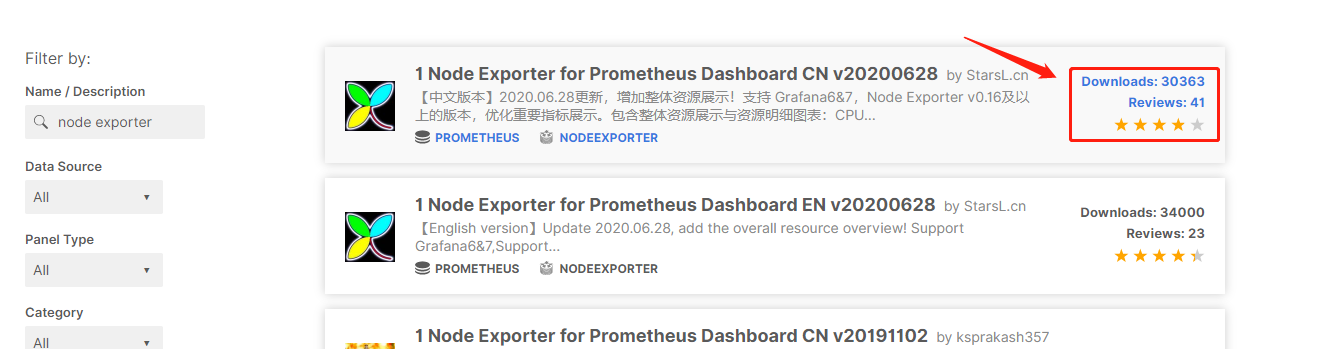 Filter by:
Name / Description
node exporter
Data Source
All
Panel Type
All
Category
All
1 Node Exporter for Prometheus Dashboard CN v20200628 by StarsL.cn
【中文版本】2020.06.28更新，增加整体资源展示！支持 Grafana6&7，Node Exporter v0.16及以
上的版本，优化重要指标展示。包含整体资源展示与资源明细图表：CPU...
PROMETHEUS NODEEXPORTER
Downloads: 30363
Reviews: 41
1 Node Exporter for Prometheus Dashboard EN v20200628 by StarsL.cn
【English version】Update 2020.06.28, add the overall resource overview! Support
Grafana6&7,Support...
PROMETHEUS NODEEXPORTER
Downloads: 34000
Reviews: 23
1 Node Exporter for Prometheus Dashboard CN v20191102 by ksprakash357